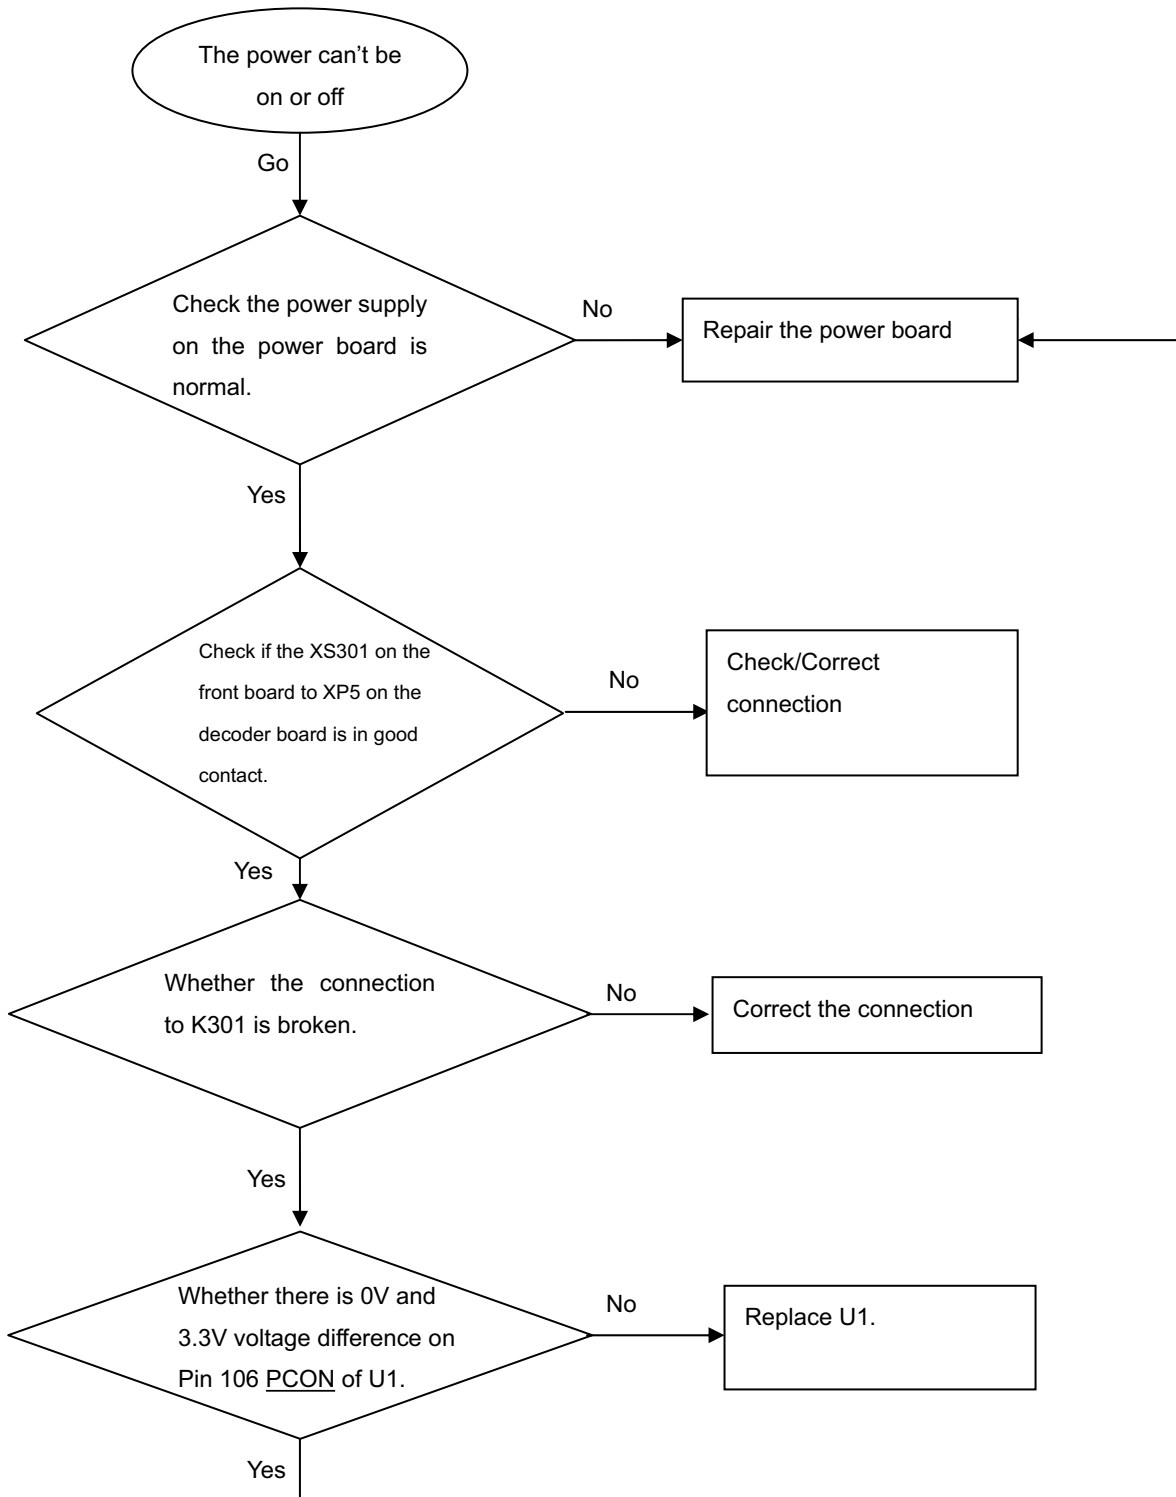 The power can't be
on or off
Go
Check the power supply
on the power board is
normal.
No
Repair the power board
Yes
Check if the XS301 on the
front board to XP5 on the
decoder board is in good
contact.
No
Check/Correct
connection
Yes
Whether the connection
to K301 is broken.
No
Correct the connection
Yes
Whether there is 0V and
3.3V voltage difference on
Pin 106 PCON of U1.
No
Replace U1.
Yes